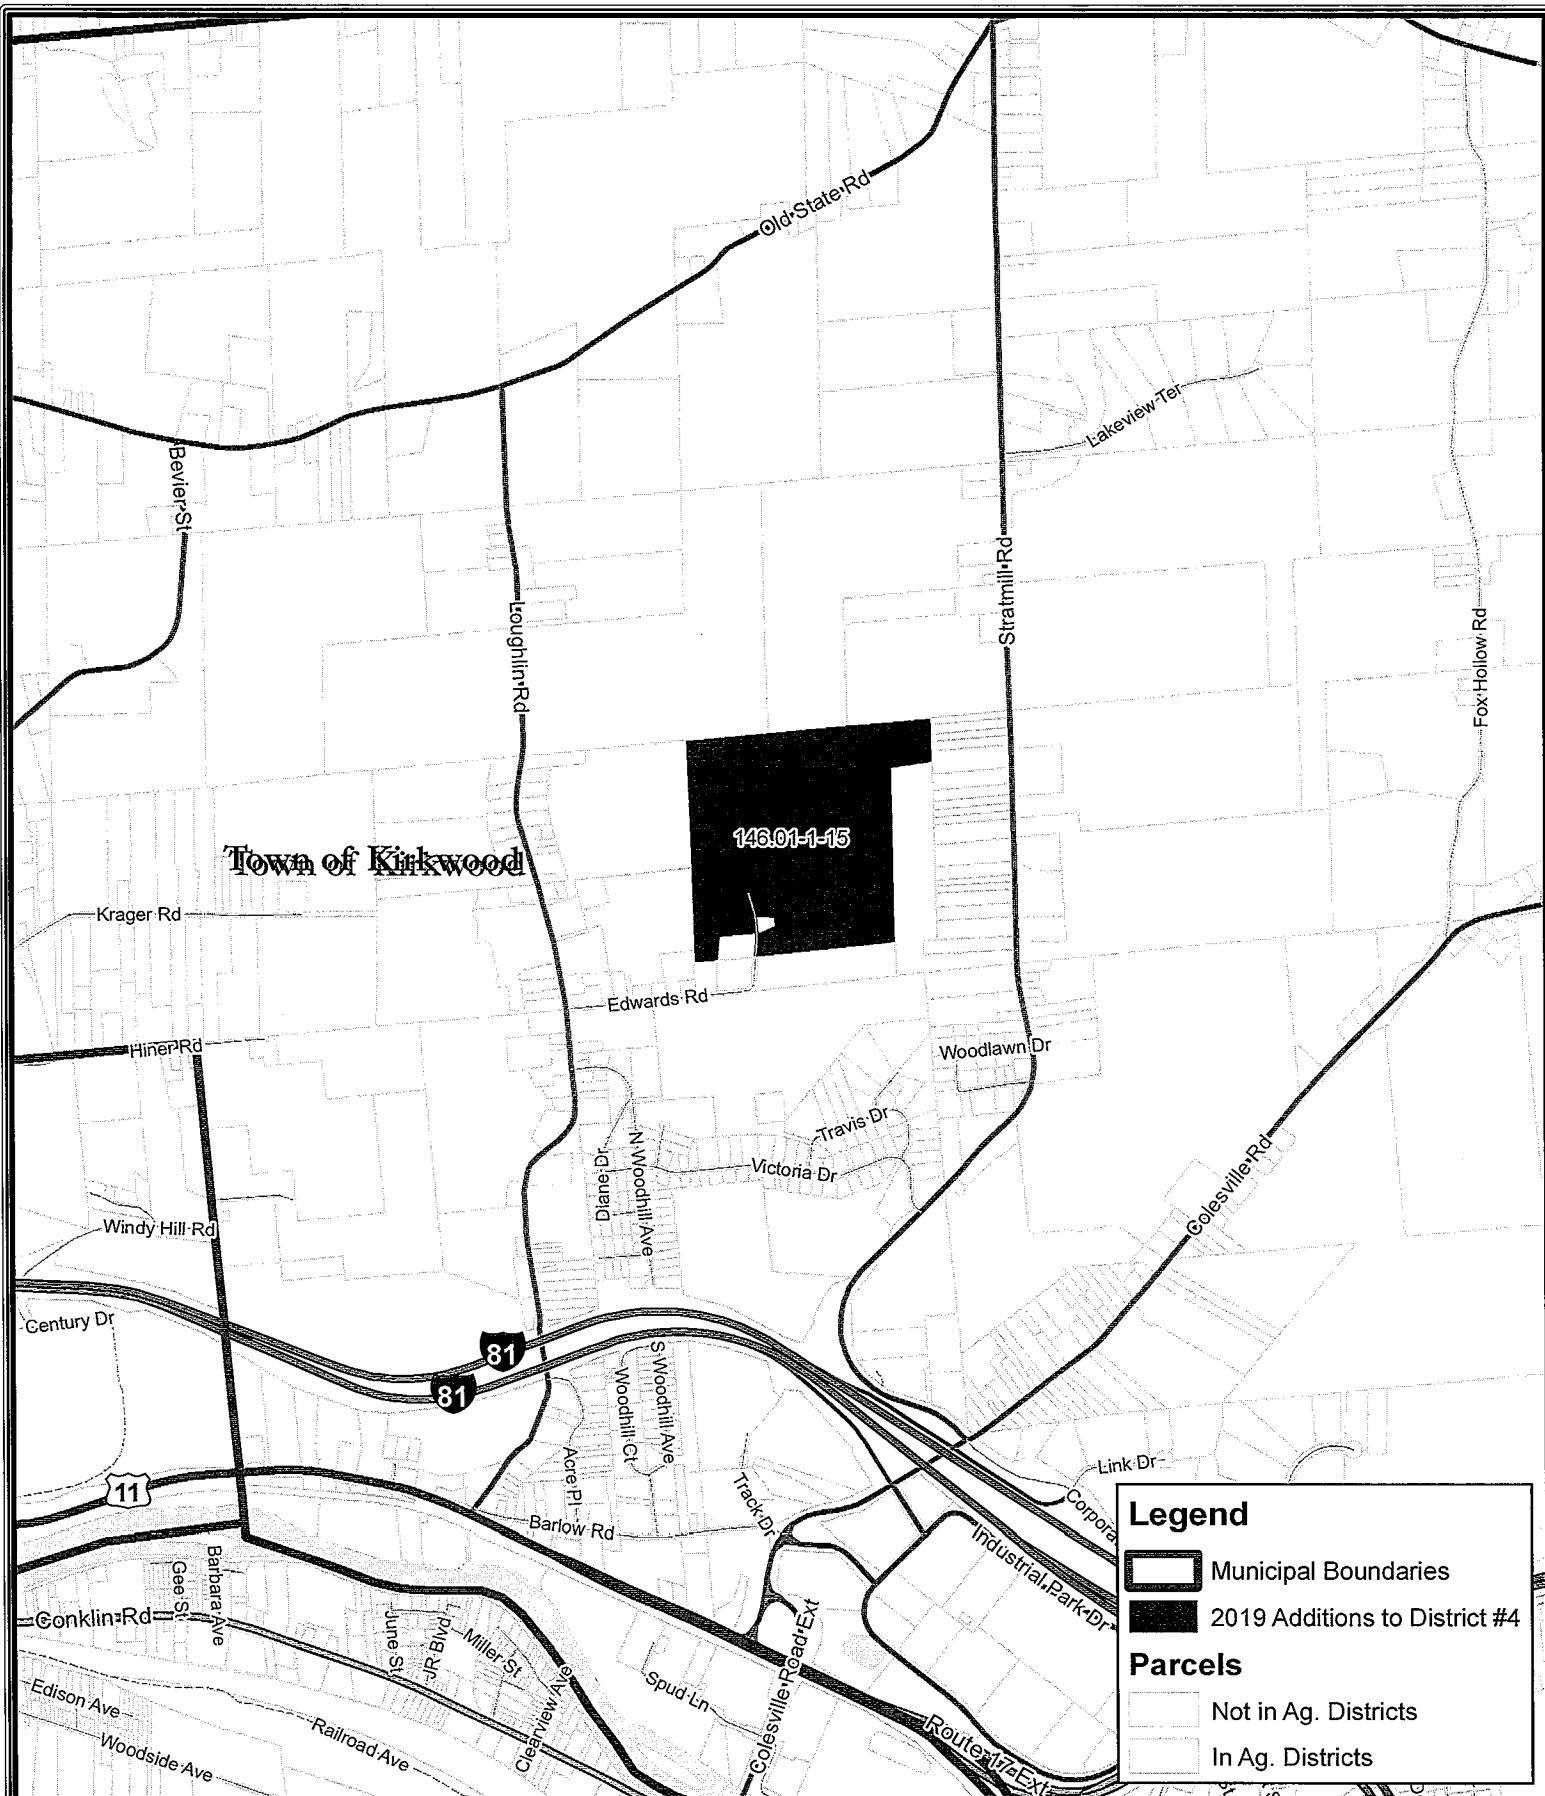 Old State Rd
Lakeview Ter
Bevier St
Stratmill Rd
Loughlin Rd
Fox Hollow Rd
146.01-1-15
Town of Kirkwood
Krager Rd
Edwards Rd
Hiner Rd
Woodlawn Dr
Travis Dr
Victoria Dr
Diane Dr
N Woodhill Ave
Colesville Rd
Windy Hill Rd
Century Dr
81
81
S Woodhill Ave
Woodhill Ct
Acre Pl
Track Dr
Link Dr
Corpora
11
Barlow Rd
Industrial Park Dr
Barbara Ave
Gee St
Conklin Rd
June St
JR Blvd
Miller St
Clearview Ave
Spud Ln
Colesville Road Ext
Edison Ave
Woodside Ave
Railroad Ave
Route 17 Ext
Legend
Municipal Boundaries
2019 Additions to District #4
Parcels
Not in Ag. Districts
In Ag. Districts